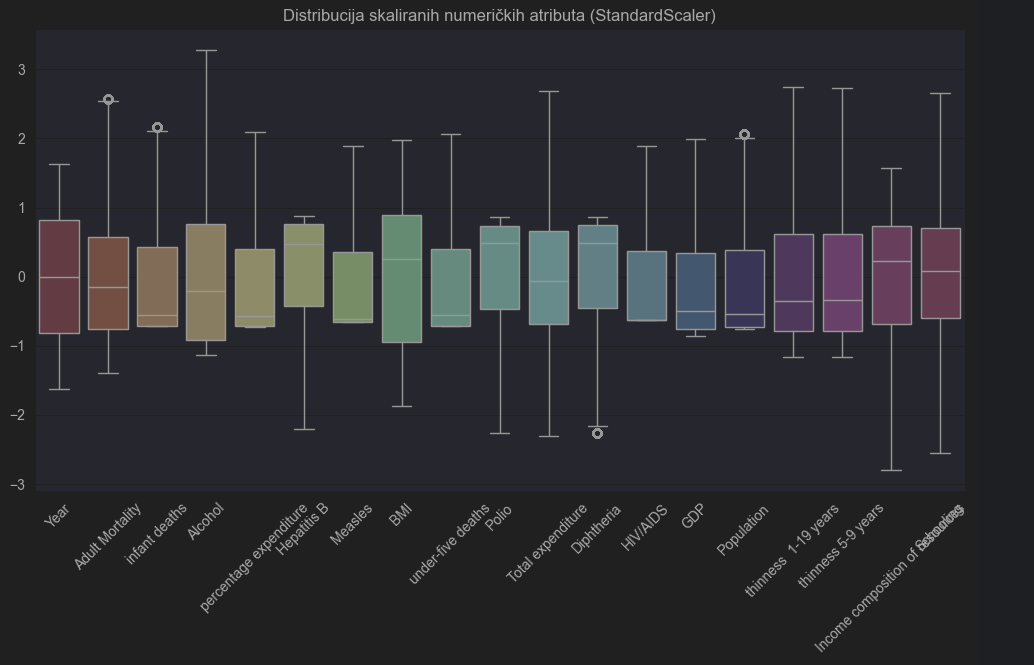 Distribucija skaliranih numeričkih atributa (StandardScaler)
3
2
1
0
−1
−2
−3
Year
Adult Mortality
infant deaths
Alcohol
percentage expenditure
Hepatitis B
Measles
BMI
under-five deaths
Polio
Total expenditure
Diphtheria
HIV/AIDS
GDP
Population
thinness  1-19 years
thinness 5-9 years
Income composition of resources
Schooling